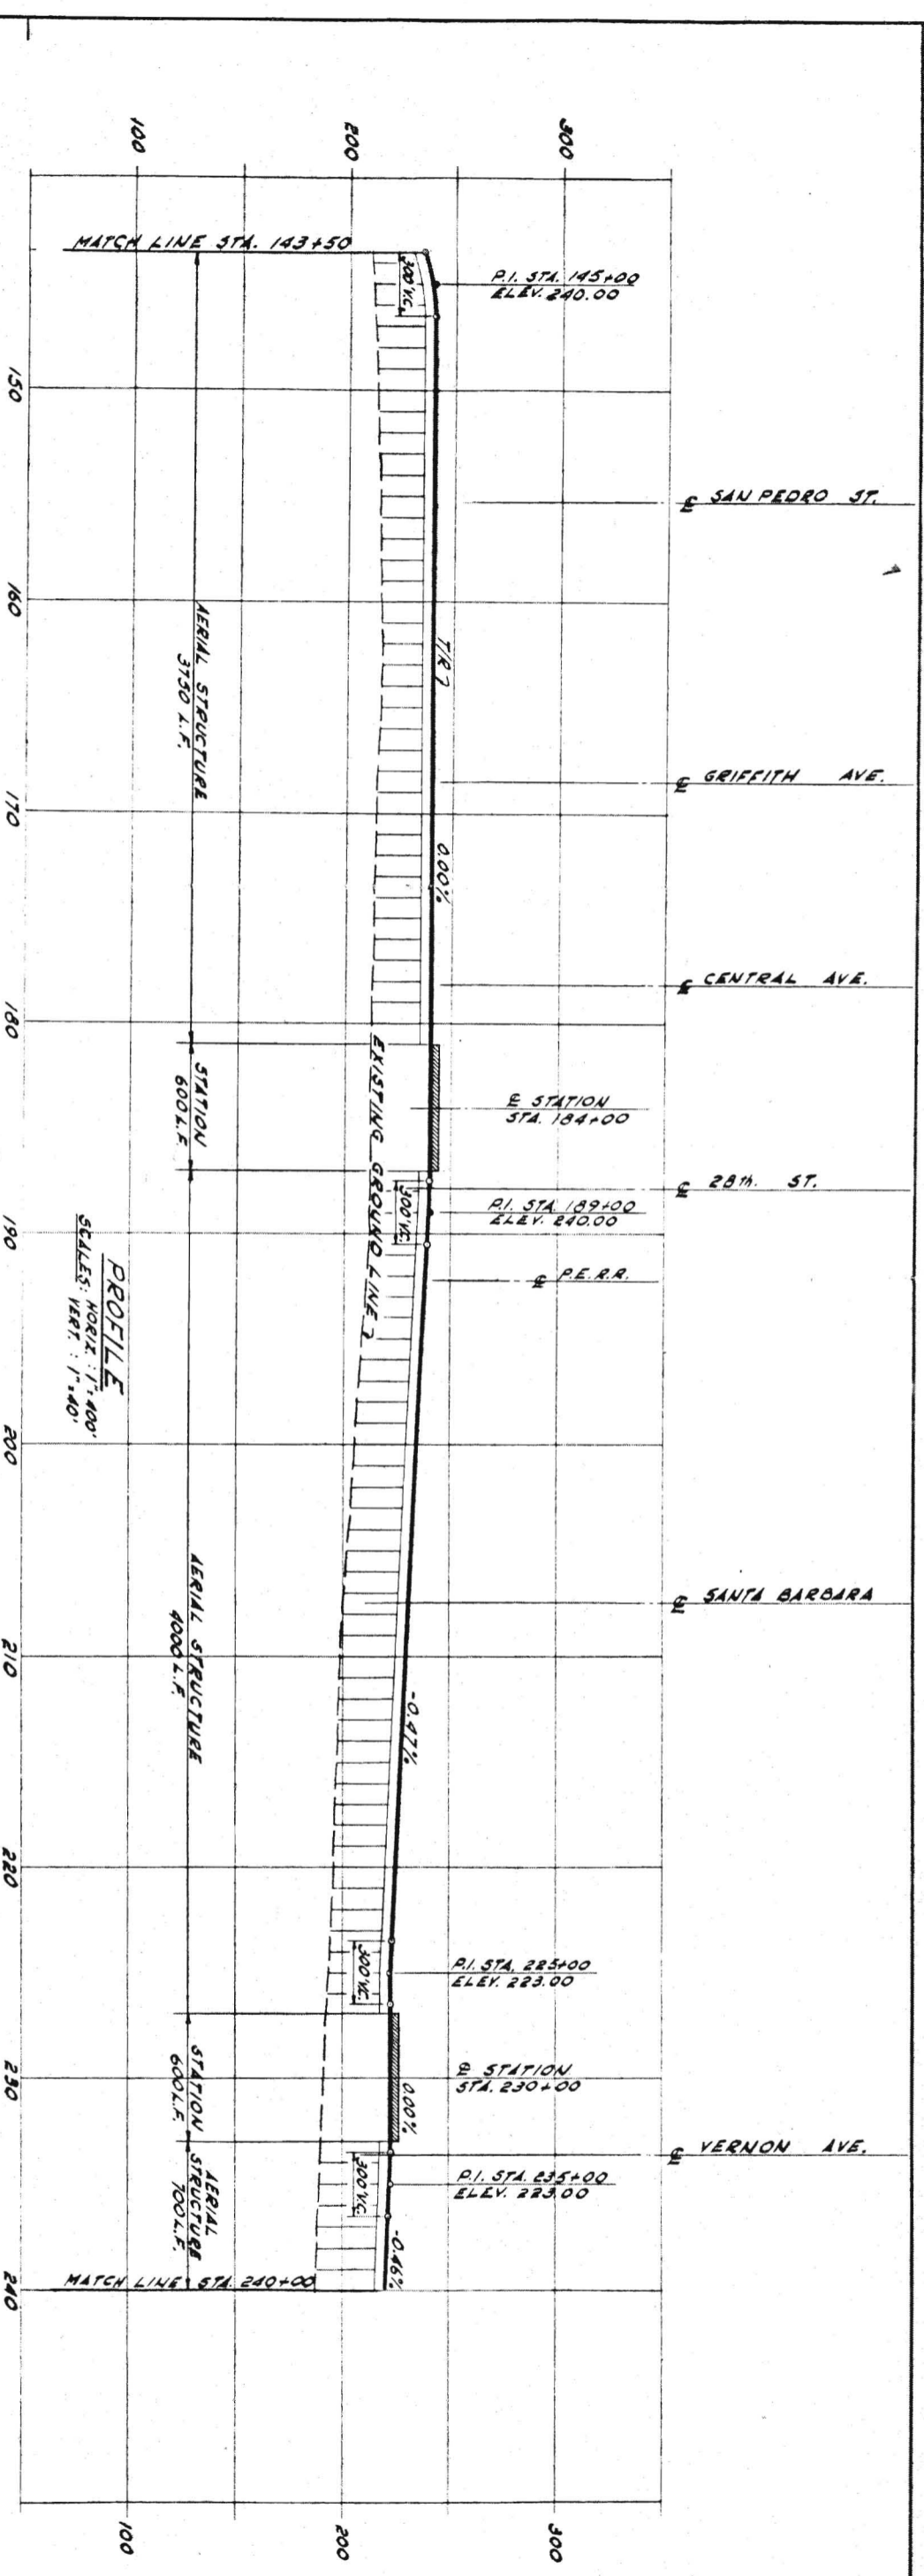 SAN PEDRO ST.
GRIFFITH AVE.
CENTRAL AVE.
28th. ST.
SANTA BARBARA
VERNON AVE.
300
300
P.I. STA. 145+00
ELEV. 240.00
℄ STATION
STA. 184+00
P.I. STA. 189+00
ELEV. 240.00
℄ P.E.R.R.
P.I. STA. 225+00
ELEV. 223.00
℄ STATION
STA. 230+00
P.I. STA. 235+00
ELEV. 223.00
200
200
300' V.C.
T/R
0.00%
300' V.C.
-0.47%
300' V.C.
0.00%
300' V.C.
-0.46%
EXISTING GROUND LINE
MATCH LINE STA. 143+50
MATCH LINE STA. 240+00
AERIAL STRUCTURE
3750 L.F.
STATION
600 L.F.
AERIAL STRUCTURE
4000 L.F.
STATION
600 L.F.
AERIAL
STRUCTURE
700 L.F.
100
100
PROFILE
SCALES: HORIZ.: 1"=400'
VERT.: 1"=40'
150
160
170
180
190
200
210
220
230
240